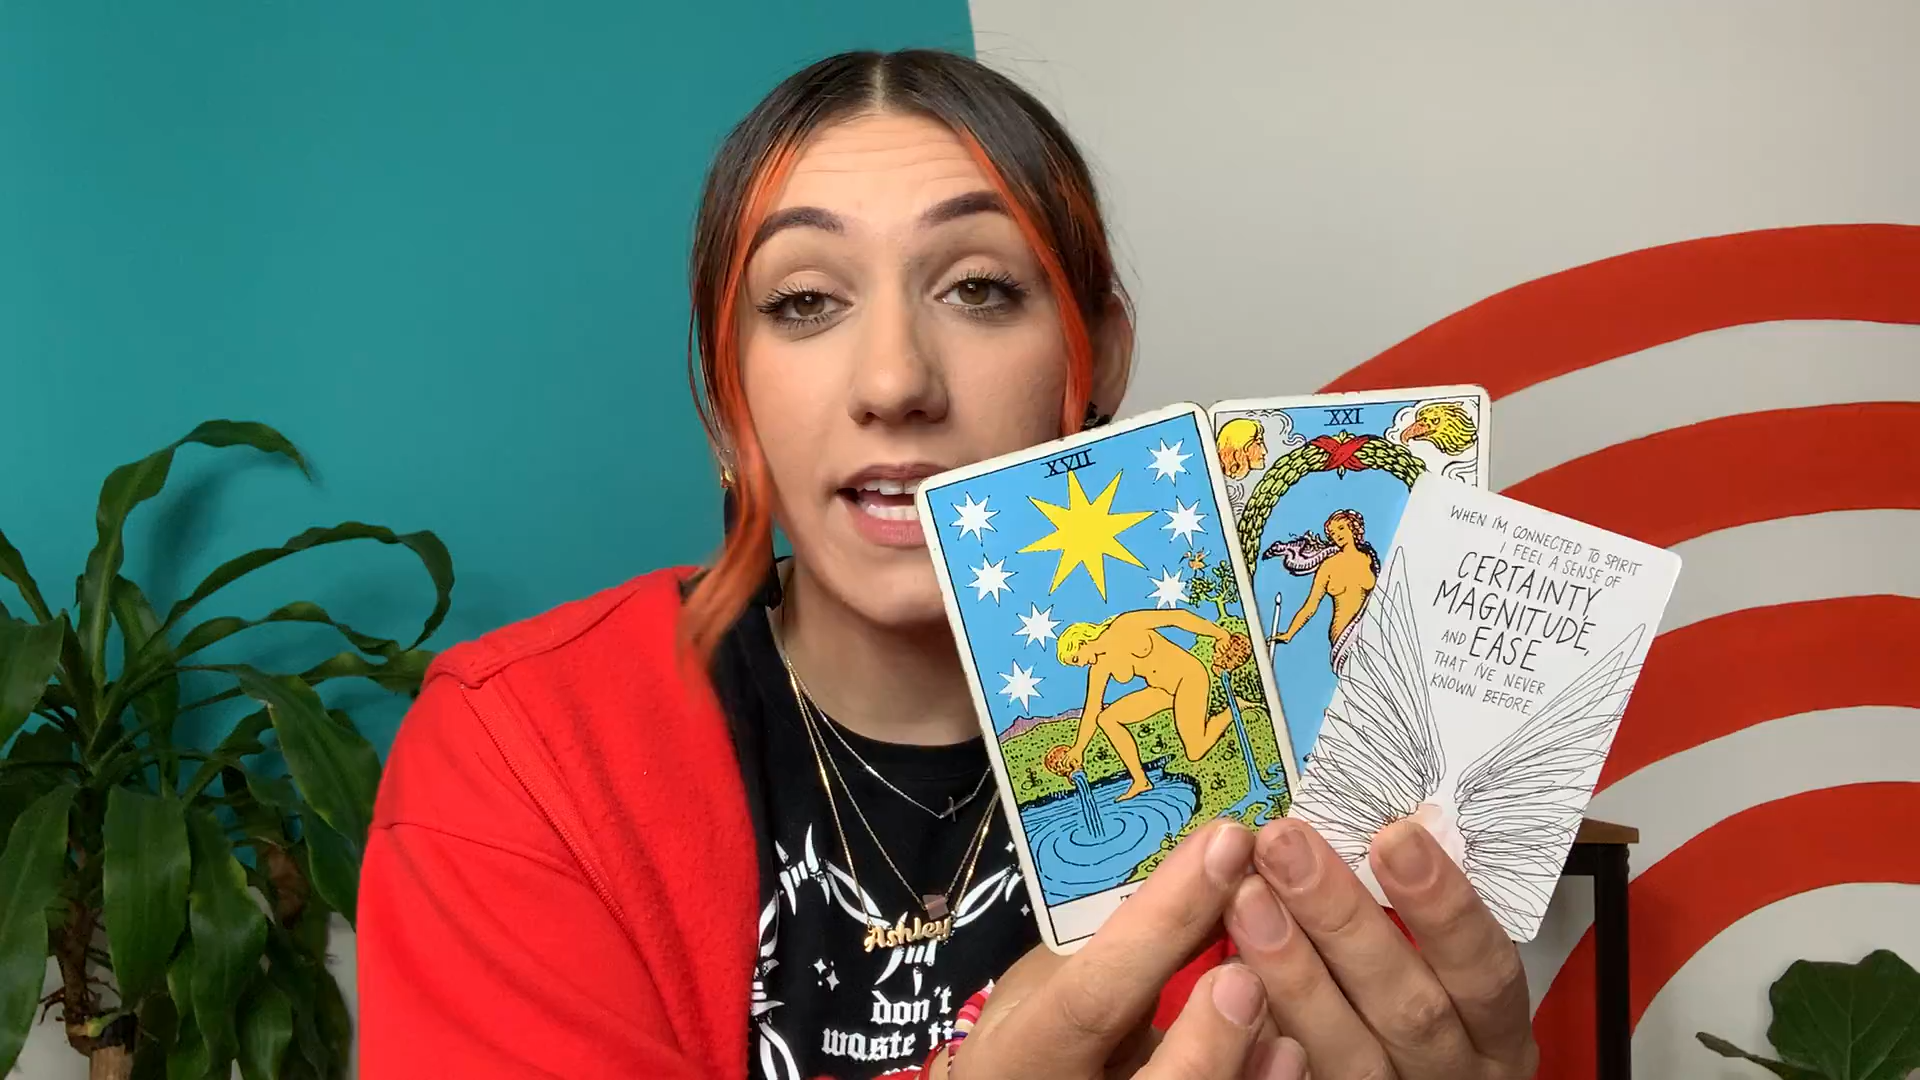 XVII
XXI
WHEN I'M CONNECTED TO SPIRIT
I FEEL A SENSE OF
CERTAINTY,
MAGNITUDE,
AND EASE
THAT I'VE NEVER
KNOWN BEFORE.
Ashley
don't
waste